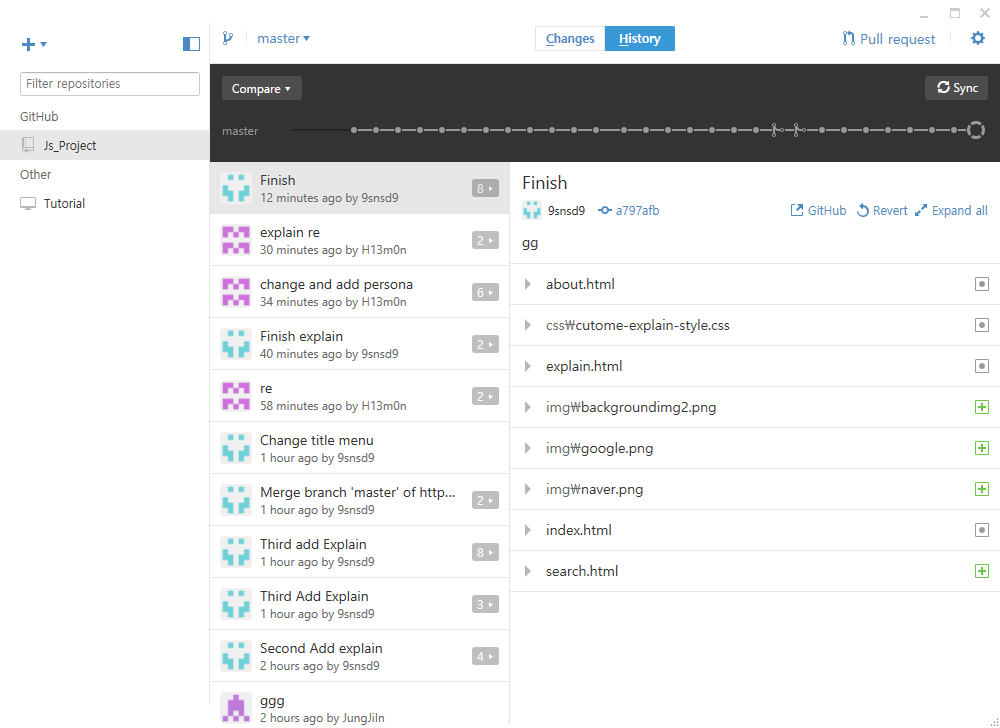 master
Changes
History
Pull request
Filter repositories
GitHub
Js_Project
Other
Tutorial
Compare
Sync
master
Finish
12 minutes ago by 9snsd9
8
explain re
30 minutes ago by H13m0n
2
change and add persona
34 minutes ago by H13m0n
6
Finish explain
40 minutes ago by 9snsd9
2
re
58 minutes ago by H13m0n
2
Change title menu
1 hour ago by 9snsd9
Merge branch 'master' of http...
1 hour ago by 9snsd9
2
Third add Explain
1 hour ago by 9snsd9
8
Third Add Explain
1 hour ago by 9snsd9
3
Second Add explain
2 hours ago by 9snsd9
4
ggg
2 hours ago by JungJiIn
Finish
9snsd9
a797afb
GitHub
Revert
Expand all
gg
about.html
css₩cutome-explain-style.css
explain.html
img₩backgroundimg2.png
img₩google.png
img₩naver.png
index.html
search.html